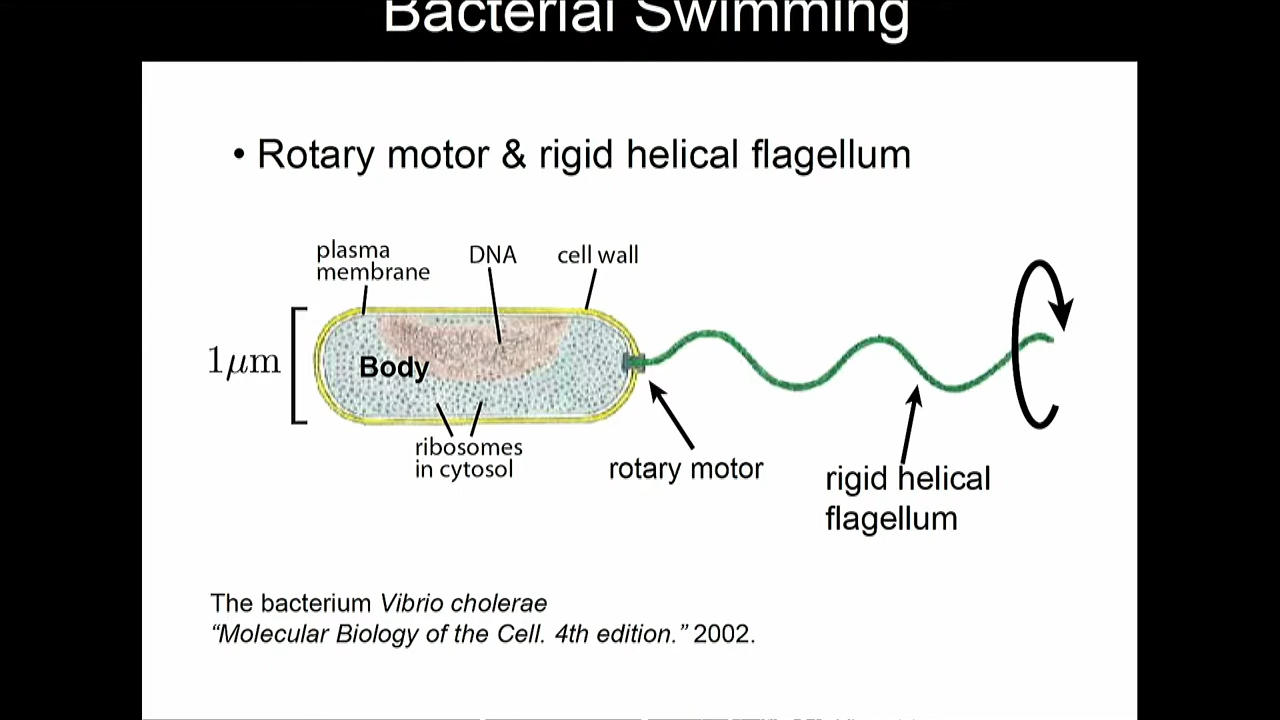 Bacterial Swimming
• Rotary motor & rigid helical flagellum
plasma
membrane
DNA
cell wall
1μm
Body
ribosomes
in cytosol
rotary motor
rigid helical
flagellum
The bacterium Vibrio cholerae
“Molecular Biology of the Cell. 4th edition.” 2002.